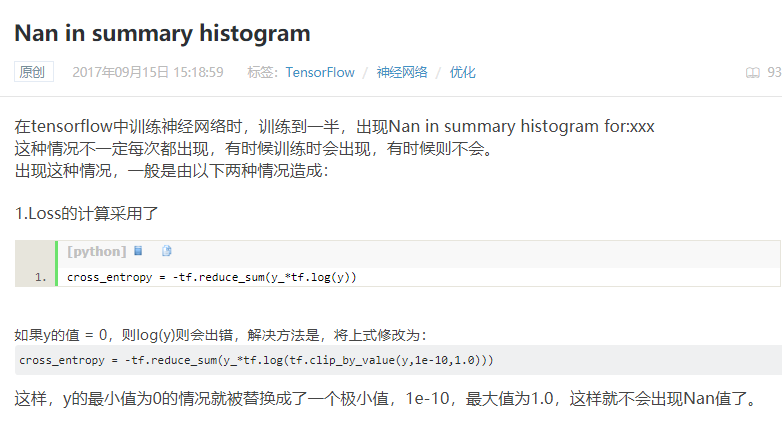 Nan in summary histogram
原创 2017年09月15日 15:18:59 标签: TensorFlow / 神经网络 / 优化 93
在tensorflow中训练神经网络时，训练到一半，出现Nan in summary histogram for:xxx
这种情况不一定每次都出现，有时候训练时会出现，有时候则不会。
出现这种情况，一般是由以下两种情况造成：
1.Loss的计算采用了
[python]
1. cross_entropy = -tf.reduce_sum(y_*tf.log(y))
如果y的值 = 0，则log(y)则会出错，解决方法是，将上式修改为：
cross_entropy = -tf.reduce_sum(y_*tf.log(tf.clip_by_value(y,1e-10,1.0)))
这样，y的最小值为0的情况就被替换成了一个极小值，1e-10，最大值为1.0，这样就不会出现Nan值了。